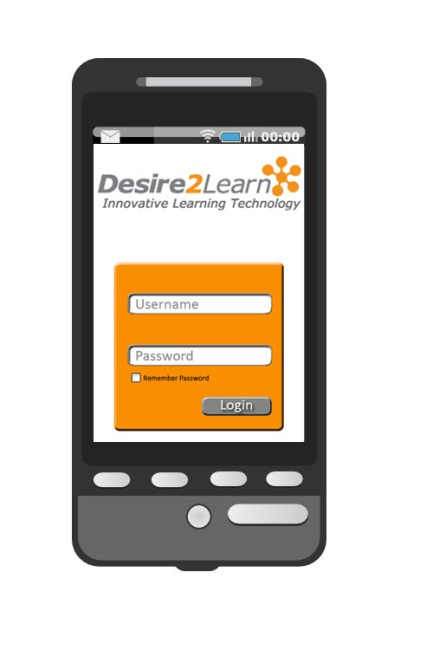 00:00
Desire2Learn
Innovative Learning Technology
Username
Password
Remember Password
Login